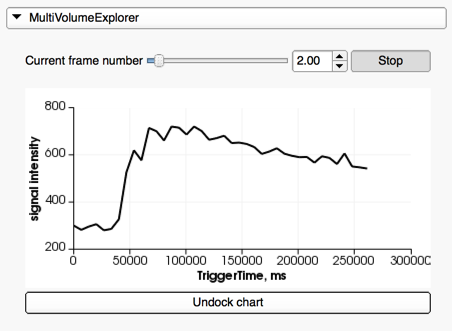 MultiVolumeExplorer
Current frame number 2.00 Stop
800
600
400
200
signal intensity
0 50000 100000 150000 200000 250000 300000
TriggerTime, ms
Undock chart